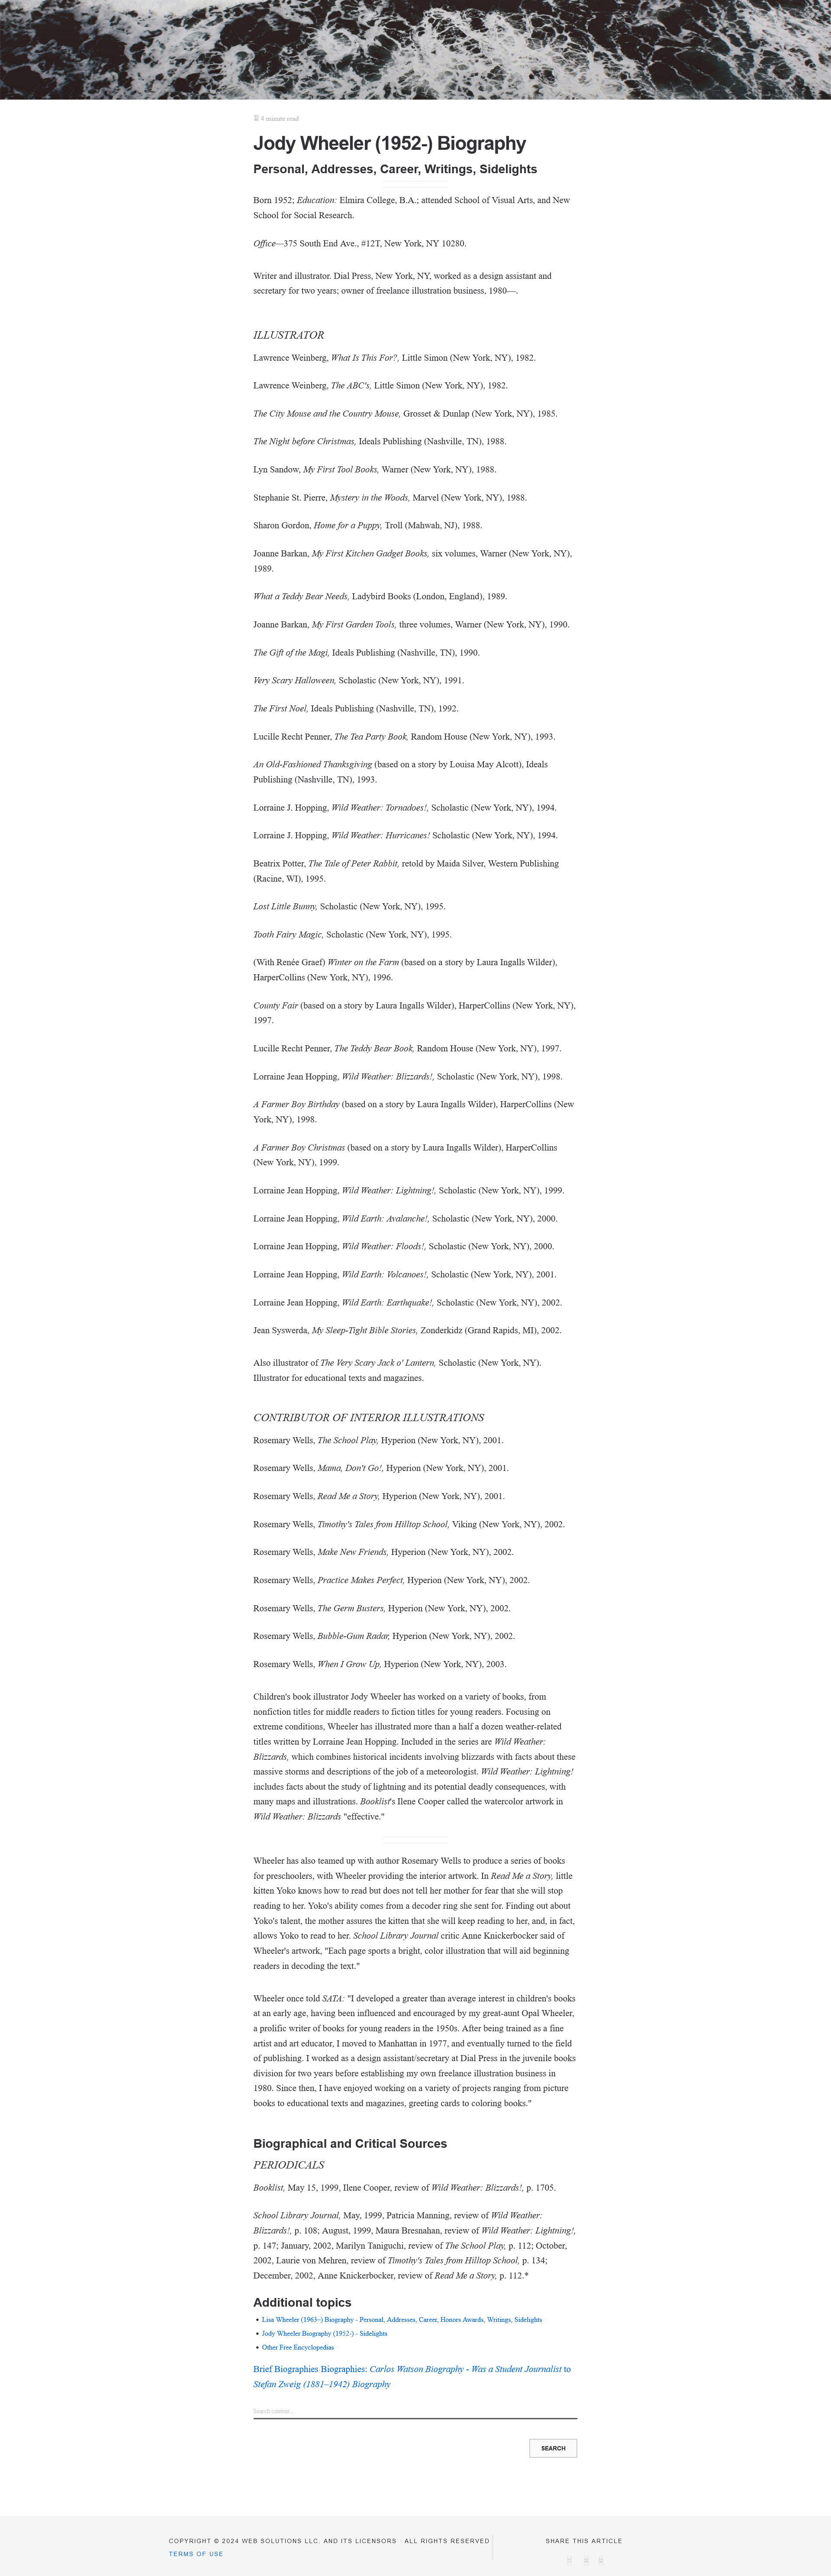 4 minute read
Jody Wheeler (1952-) Biography
Personal, Addresses, Career, Writings, Sidelights
Born 1952; Education: Elmira College, B.A.; attended School of Visual Arts, and New
School for Social Research.
Office—375 South End Ave., #12T, New York, NY 10280.
Writer and illustrator. Dial Press, New York, NY, worked as a design assistant and
secretary for two years; owner of freelance illustration business, 1980—.
ILLUSTRATOR
Lawrence Weinberg, What Is This For?, Little Simon (New York, NY), 1982.
Lawrence Weinberg, The ABC's, Little Simon (New York, NY), 1982.
The City Mouse and the Country Mouse, Grosset & Dunlap (New York, NY), 1985.
The Night before Christmas, Ideals Publishing (Nashville, TN), 1988.
Lyn Sandow, My First Tool Books, Warner (New York, NY), 1988.
Stephanie St. Pierre, Mystery in the Woods, Marvel (New York, NY), 1988.
Sharon Gordon, Home for a Puppy, Troll (Mahwah, NJ), 1988.
Joanne Barkan, My First Kitchen Gadget Books, six volumes, Warner (New York, NY),
1989.
What a Teddy Bear Needs, Ladybird Books (London, England), 1989.
Joanne Barkan, My First Garden Tools, three volumes, Warner (New York, NY), 1990.
The Gift of the Magi, Ideals Publishing (Nashville, TN), 1990.
Very Scary Halloween, Scholastic (New York, NY), 1991.
The First Noel, Ideals Publishing (Nashville, TN), 1992.
Lucille Recht Penner, The Tea Party Book, Random House (New York, NY), 1993.
An Old-Fashioned Thanksgiving (based on a story by Louisa May Alcott), Ideals
Publishing (Nashville, TN), 1993.
Lorraine J. Hopping, Wild Weather: Tornadoes!, Scholastic (New York, NY), 1994.
Lorraine J. Hopping, Wild Weather: Hurricanes! Scholastic (New York, NY), 1994.
Beatrix Potter, The Tale of Peter Rabbit, retold by Maida Silver, Western Publishing
(Racine, WI), 1995.
Lost Little Bunny, Scholastic (New York, NY), 1995.
Tooth Fairy Magic, Scholastic (New York, NY), 1995.
(With Renée Graef) Winter on the Farm (based on a story by Laura Ingalls Wilder),
HarperCollins (New York, NY), 1996.
County Fair (based on a story by Laura Ingalls Wilder), HarperCollins (New York, NY),
1997.
Lucille Recht Penner, The Teddy Bear Book, Random House (New York, NY), 1997.
Lorraine Jean Hopping, Wild Weather: Blizzards!, Scholastic (New York, NY), 1998.
A Farmer Boy Birthday (based on a story by Laura Ingalls Wilder), HarperCollins (New
York, NY), 1998.
A Farmer Boy Christmas (based on a story by Laura Ingalls Wilder), HarperCollins
(New York, NY), 1999.
Lorraine Jean Hopping, Wild Weather: Lightning!, Scholastic (New York, NY), 1999.
Lorraine Jean Hopping, Wild Earth: Avalanche!, Scholastic (New York, NY), 2000.
Lorraine Jean Hopping, Wild Weather: Floods!, Scholastic (New York, NY), 2000.
Lorraine Jean Hopping, Wild Earth: Volcanoes!, Scholastic (New York, NY), 2001.
Lorraine Jean Hopping, Wild Earth: Earthquake!, Scholastic (New York, NY), 2002.
Jean Syswerda, My Sleep-Tight Bible Stories, Zonderkidz (Grand Rapids, MI), 2002.
Also illustrator of The Very Scary Jack o' Lantern, Scholastic (New York, NY).
Illustrator for educational texts and magazines.
CONTRIBUTOR OF INTERIOR ILLUSTRATIONS
Rosemary Wells, The School Play, Hyperion (New York, NY), 2001.
Rosemary Wells, Mama, Don't Go!, Hyperion (New York, NY), 2001.
Rosemary Wells, Read Me a Story, Hyperion (New York, NY), 2001.
Rosemary Wells, Timothy's Tales from Hilltop School, Viking (New York, NY), 2002.
Rosemary Wells, Make New Friends, Hyperion (New York, NY), 2002.
Rosemary Wells, Practice Makes Perfect, Hyperion (New York, NY), 2002.
Rosemary Wells, The Germ Busters, Hyperion (New York, NY), 2002.
Rosemary Wells, Bubble-Gum Radar, Hyperion (New York, NY), 2002.
Rosemary Wells, When I Grow Up, Hyperion (New York, NY), 2003.
Children's book illustrator Jody Wheeler has worked on a variety of books, from
nonfiction titles for middle readers to fiction titles for young readers. Focusing on
extreme conditions, Wheeler has illustrated more than a half a dozen weather-related
titles written by Lorraine Jean Hopping. Included in the series are Wild Weather:
Blizzards, which combines historical incidents involving blizzards with facts about these
massive storms and descriptions of the job of a meteorologist. Wild Weather: Lightning!
includes facts about the study of lightning and its potential deadly consequences, with
many maps and illustrations. Booklist's Ilene Cooper called the watercolor artwork in
Wild Weather: Blizzards "effective."
Wheeler has also teamed up with author Rosemary Wells to produce a series of books
for preschoolers, with Wheeler providing the interior artwork. In Read Me a Story, little
kitten Yoko knows how to read but does not tell her mother for fear that she will stop
reading to her. Yoko's ability comes from a decoder ring she sent for. Finding out about
Yoko's talent, the mother assures the kitten that she will keep reading to her, and, in fact,
allows Yoko to read to her. School Library Journal critic Anne Knickerbocker said of
Wheeler's artwork, "Each page sports a bright, color illustration that will aid beginning
readers in decoding the text."
Wheeler once told SATA: "I developed a greater than average interest in children's books
at an early age, having been influenced and encouraged by my great-aunt Opal Wheeler,
a prolific writer of books for young readers in the 1950s. After being trained as a fine
artist and art educator, I moved to Manhattan in 1977, and eventually turned to the field
of publishing. I worked as a design assistant/secretary at Dial Press in the juvenile books
division for two years before establishing my own freelance illustration business in
1980. Since then, I have enjoyed working on a variety of projects ranging from picture
books to educational texts and magazines, greeting cards to coloring books."
Biographical and Critical Sources
PERIODICALS
Booklist, May 15, 1999, Ilene Cooper, review of Wild Weather: Blizzards!, p. 1705.
School Library Journal, May, 1999, Patricia Manning, review of Wild Weather:
Blizzards!, p. 108; August, 1999, Maura Bresnahan, review of Wild Weather: Lightning!,
p. 147; January, 2002, Marilyn Taniguchi, review of The School Play, p. 112; October,
2002, Laurie von Mehren, review of Timothy's Tales from Hilltop School, p. 134;
December, 2002, Anne Knickerbocker, review of Read Me a Story, p. 112.*
Additional topics
• Lisa Wheeler (1963–) Biography - Personal, Addresses, Career, Honors Awards, Writings, Sidelights
• Jody Wheeler Biography (1952-) - Sidelights
• Other Free Encyclopedias
Brief Biographies Biographies: Carlos Watson Biography - Was a Student Journalist to
Stefan Zweig (1881–1942) Biography
Search content...
SEARCH
COPYRIGHT © 2024 WEB SOLUTIONS LLC. AND ITS LICENSORS · ALL RIGHTS RESERVED
TERMS OF USE
SHARE THIS ARTICLE